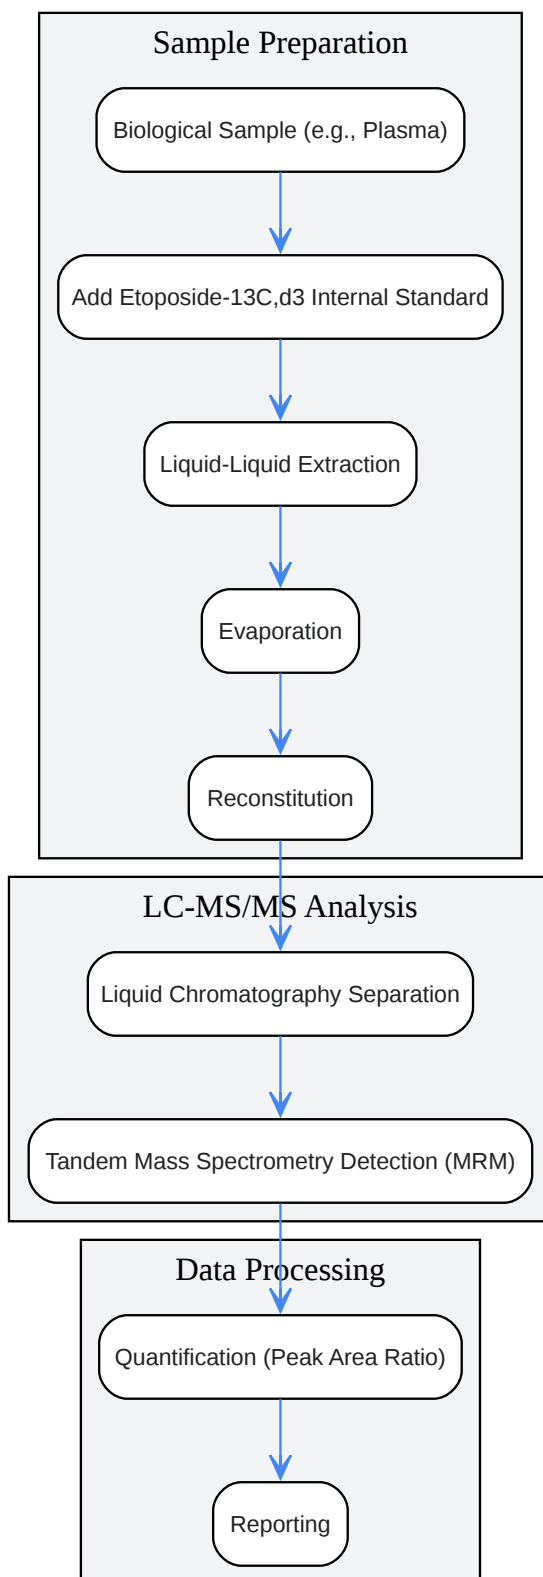 Sample Preparation
Biological Sample (e.g., Plasma)
Add Etoposide-13C,d3 Internal Standard
Liquid-Liquid Extraction
Evaporation
Reconstitution
LC-MS/MS Analysis
Liquid Chromatography Separation
Tandem Mass Spectrometry Detection (MRM)
Data Processing
Quantification (Peak Area Ratio)
Reporting